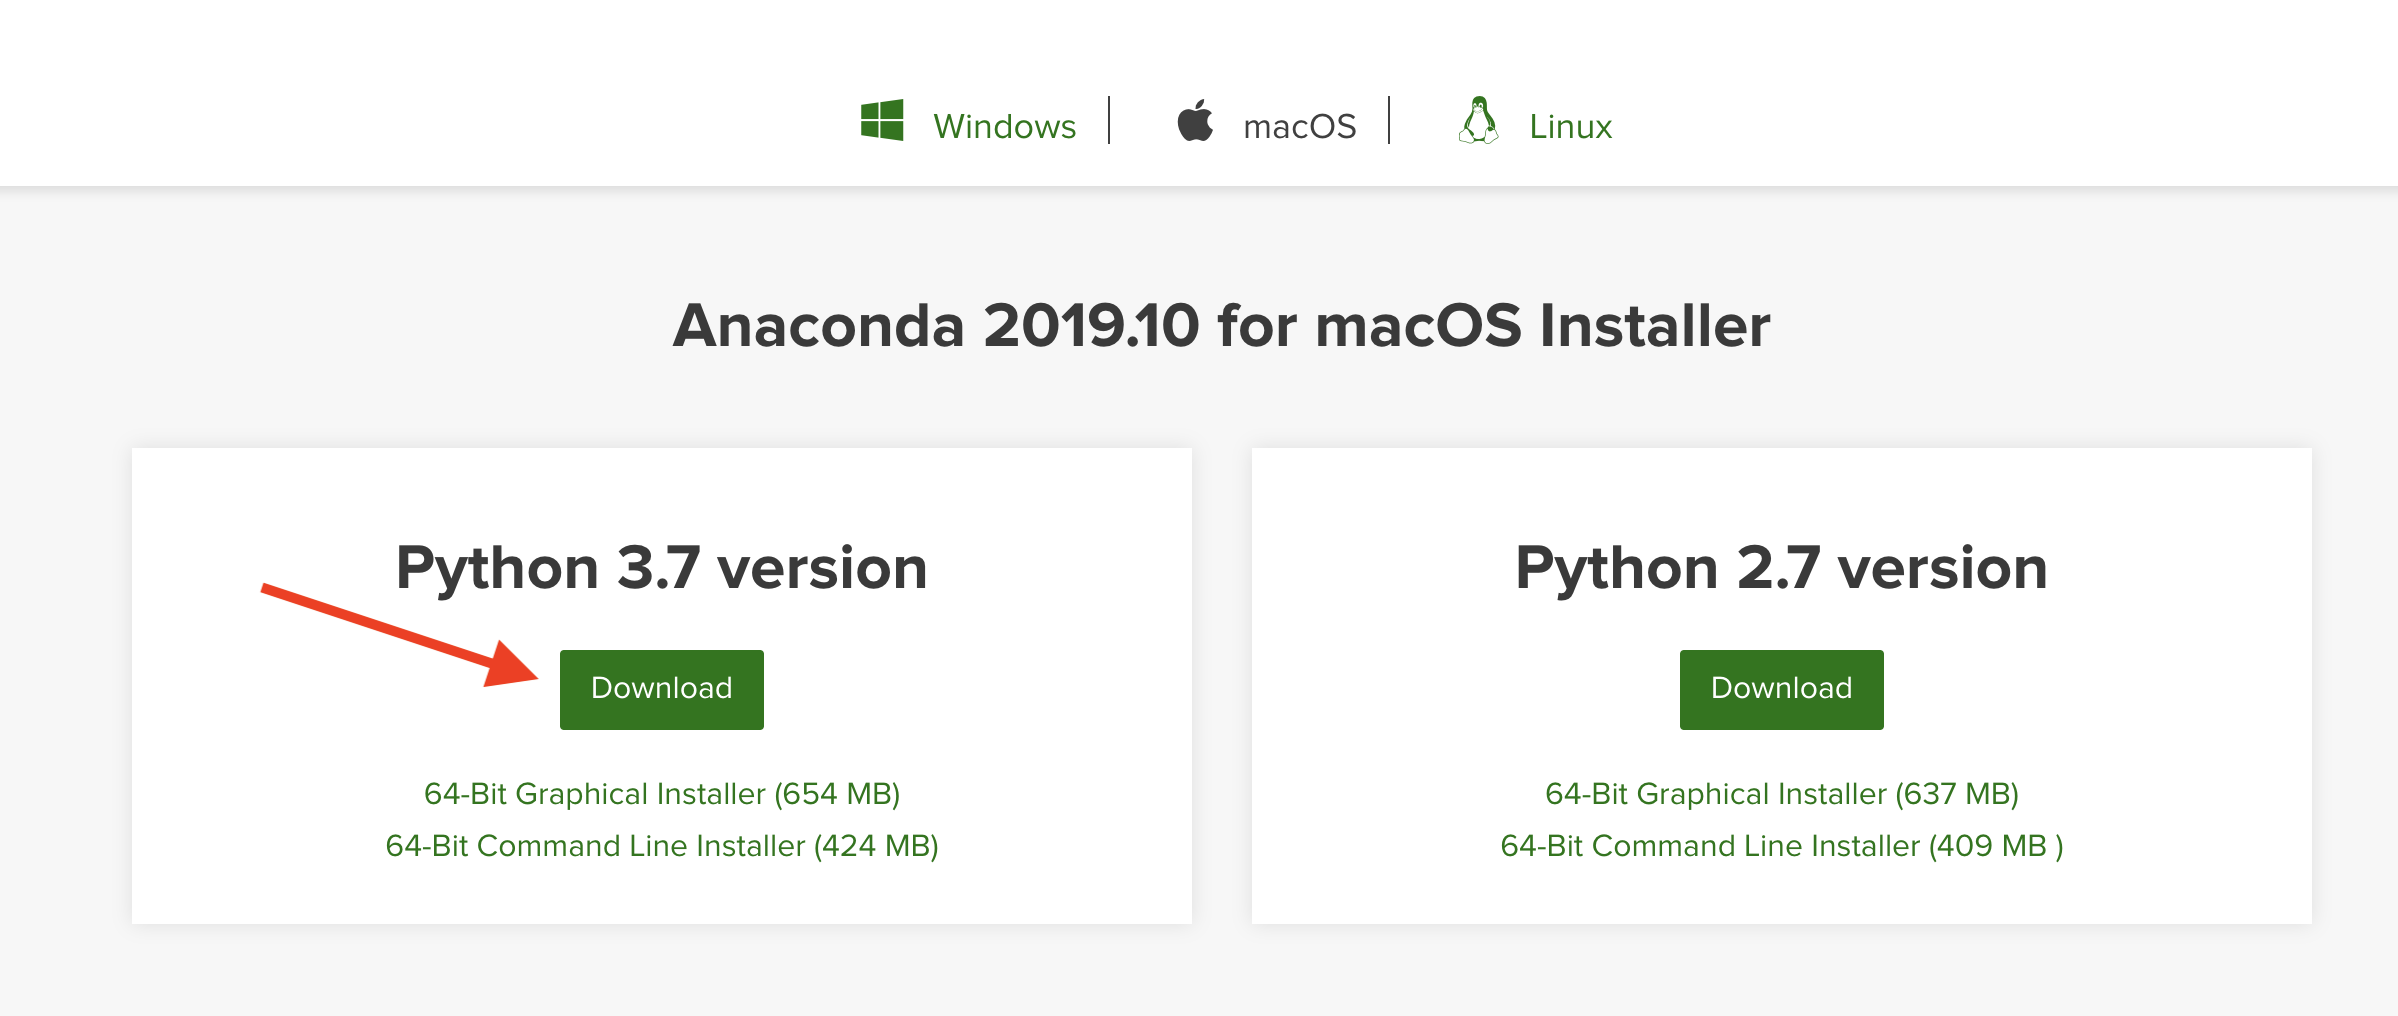 Windows
macOS
Linux
Anaconda 2019.10 for macOS Installer
Python 3.7 version
Download
64-Bit Graphical Installer (654 MB)
64-Bit Command Line Installer (424 MB)
Python 2.7 version
Download
64-Bit Graphical Installer (637 MB)
64-Bit Command Line Installer (409 MB )